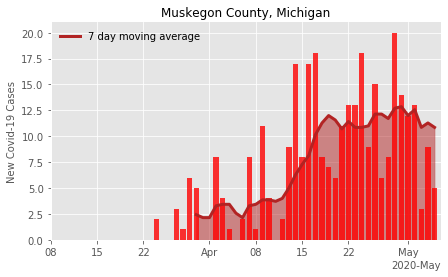 Muskegon County, Michigan
7 day moving average
New Covid-19 Cases
20.0
17.5
15.0
12.5
10.0
7.5
5.0
2.5
0.0
08 15 22 Apr 08 15 22 May
2020-May